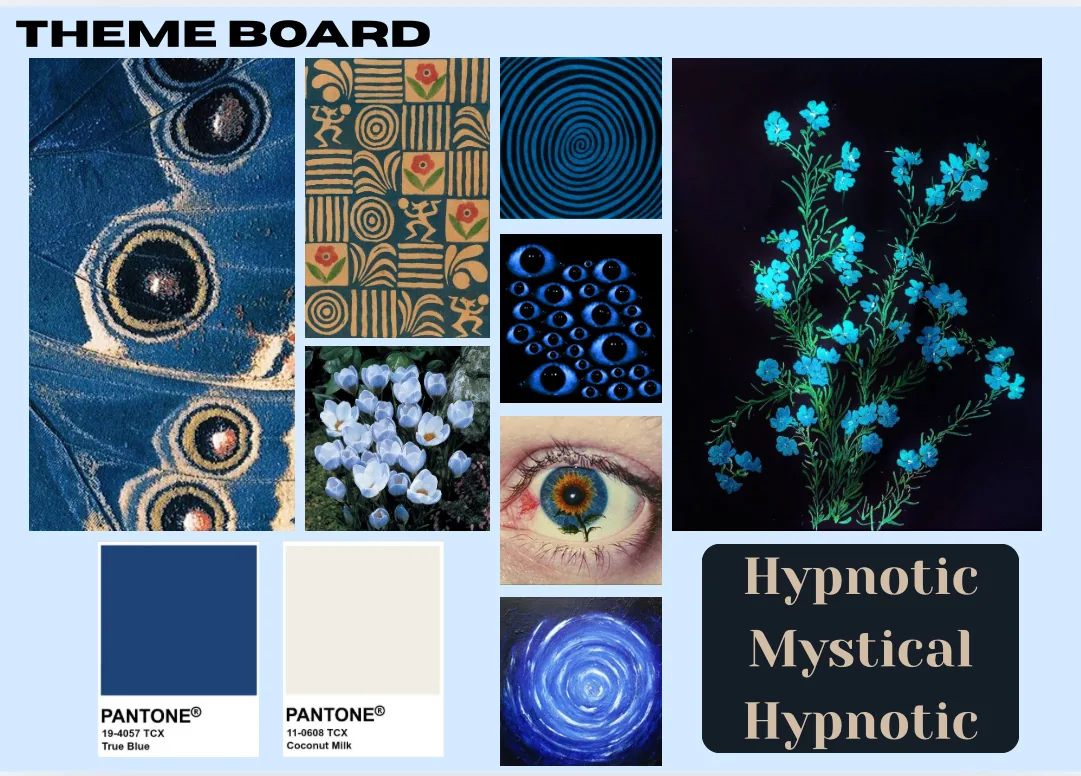 THEME BOARD
PANTONE®
19-4057 TCX
True Blue
PANTONE®
11-0608 TCX
Coconut Milk
Hypnotic
Mystical
Hypnotic